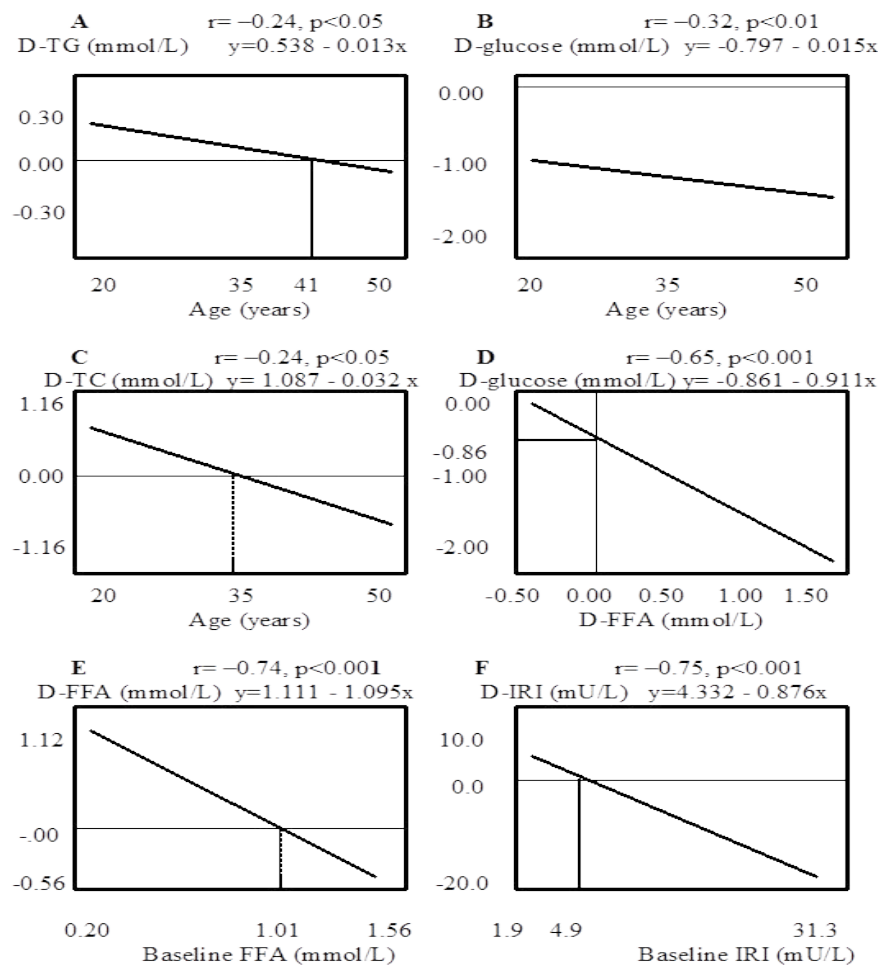 A r= –0.24, p<0.05
D-TG (mmol/L) y=0.538 - 0.013x
0.30
0.00
-0.30
20 35 41 50
Age (years)
B r= –0.32, p<0.01
D-glucose (mmol/L) y= -0.797 - 0.015x
0.00
-1.00
-2.00
20 35 50
Age (years)
C r= –0.24, p<0.05
D-TC (mmol/L) y= 1.087 - 0.032 x
1.16
0.00
-1.16
20 35 50
Age (years)
D r= –0.65, p<0.001
D-glucose (mmol/L) y= -0.861 - 0.911x
0.00
-0.86
-1.00
-2.00
-0.50 0.00 0.50 1.00 1.50
D-FFA (mmol/L)
E r= –0.74, p<0.001
D-FFA (mmol/L) y=1.111 - 1.095x
1.12
-.00
-0.56
0.20 1.01 1.56
Baseline FFA (mmol/L)
F r= –0.75, p<0.001
D-IRI (mU/L) y=4.332 - 0.876x
10.0
0.0
-20.0
1.9 4.9 31.3
Baseline IRI (mU/L)